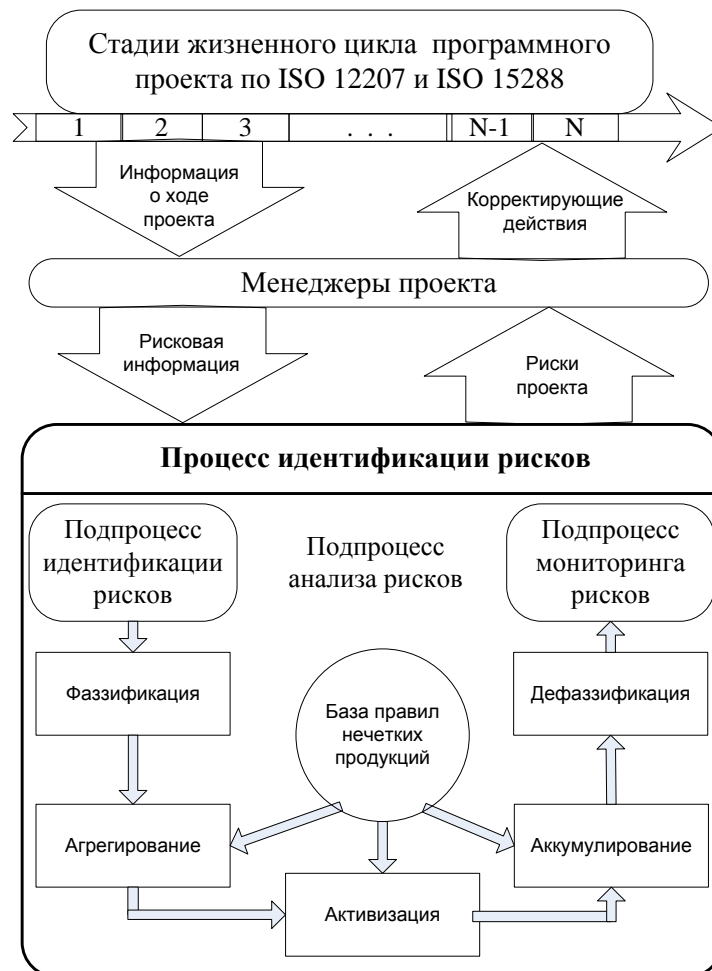 Стадии жизненного цикла программного
проекта по ISO 12207 и ISO 15288
1 2 3 . . . N-1 N
Информация
о ходе
проекта
Корректирующие
действия
Менеджеры проекта
Рисковая
информация
Риски
проекта
Процесс идентификации рисков
Подпроцесс
идентификации
рисков
Подпроцесс
анализа рисков
Подпроцесс
мониторинга
рисков
Фаззификация
База правил
нечетких
продукций
Дефаззификация
Агрегирование
Аккумулирование
Активизация